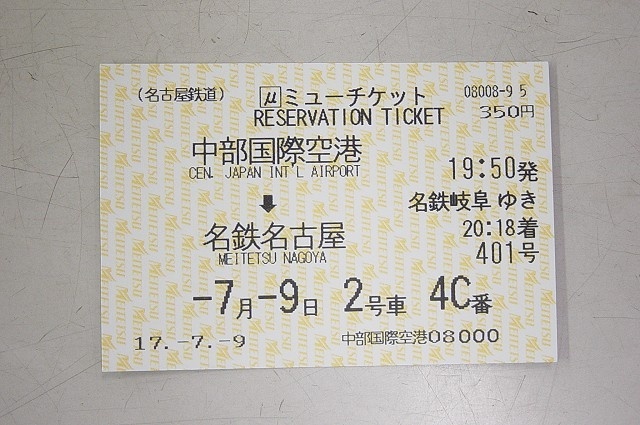 (名古屋鉄道) μミューチケット 08008-95
RESERVATION TICKET 350円
中部国際空港 19:50発
CEN. JAPAN INT'L AIRPORT
⬇ 名鉄岐阜ゆき
名鉄名古屋 20:18着
MEITETSU NAGOYA 401号
-7月-9日 2号車 4C番
17.-7.-9 中部国際空港08000